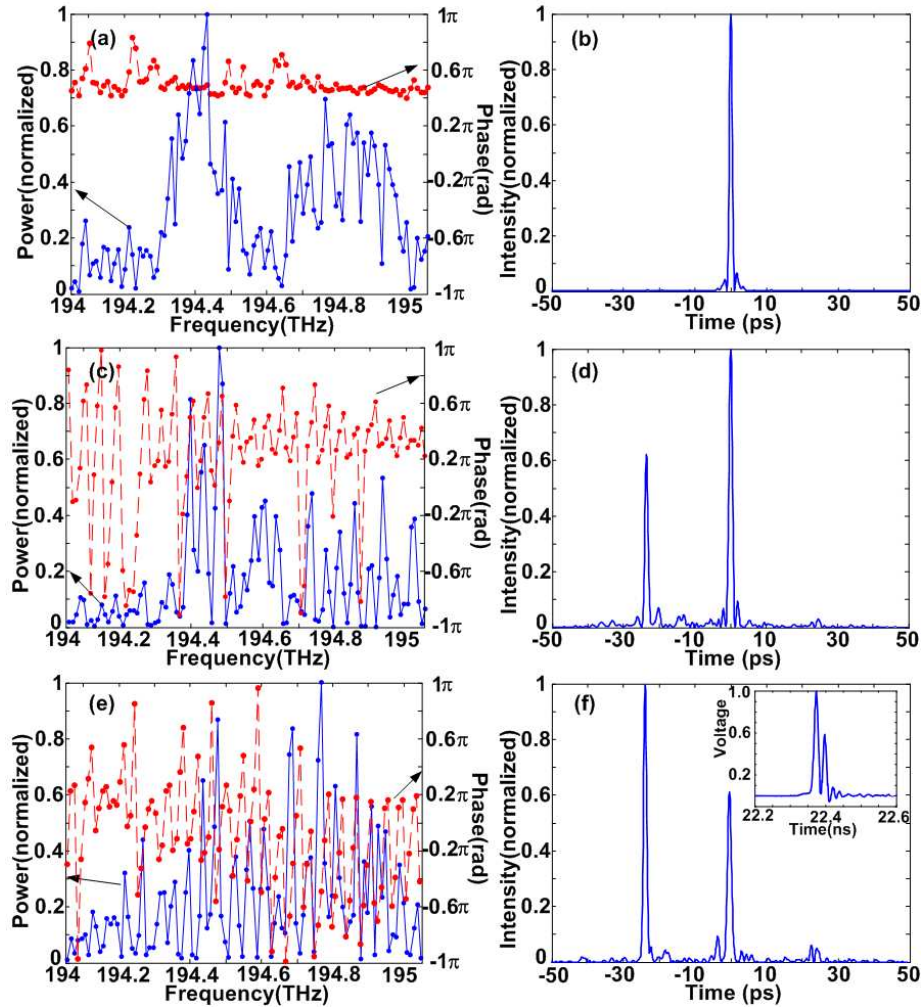 (a)
Power(normalized)
1
0.8
0.6
0.4
0.2
0
1π
0.6π
0.2π
-0.2π
-0.6π
-1π
Phase(rad)
194 194.2 194.4 194.6 194.8 195
Frequency(THz)
(b)
Intensity(normalized)
1
0.8
0.6
0.4
0.2
0
-50 -30 -10 10 30 50
Time (ps)
(c)
Power(normalized)
1
0.8
0.6
0.4
0.2
0
1π
0.6π
0.2π
-0.2π
-0.6π
-1π
Phase(rad)
194 194.2 194.4 194.6 194.8 195
Frequency(THz)
(d)
Intensity(normalized)
1
0.8
0.6
0.4
0.2
0
-50 -30 -10 10 30 50
Time (ps)
(e)
Power(normalized)
1
0.8
0.6
0.4
0.2
0
1π
0.6π
0.2π
-0.2π
-0.6π
-1π
Phase(rad)
194 194.2 194.4 194.6 194.8 195
Frequency(THz)
(f)
Intensity(normalized)
1
0.8
0.6
0.4
0.2
0
-50 -30 -10 10 30 50
Time (ps)
Voltage
1.0
0.6
0.2
22.2 22.4 22.6
Time(ns)